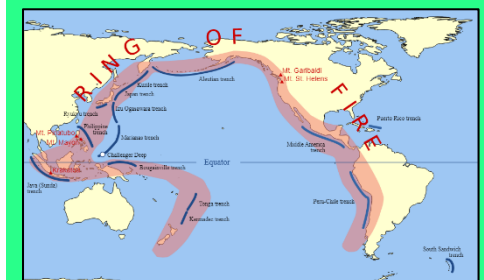 RING OF FIRE
Aleutian trench
Kurile trench
Japan trench
Izu Ogasawara trench
Ryukyu trench
Philippine
trench
Marianas trench
Challenger Deep
Bougainville trench
Mt. Pinatubo
Mt. Mayon
Krakatoa
Java (Sunda)
trench
Equator
Tonga trench
Kermadec trench
Mt. Garibaldi
Mt. St. Helens
Puerto Rico trench
Middle America
trench
Peru-Chile trench
South Sandwich
trench